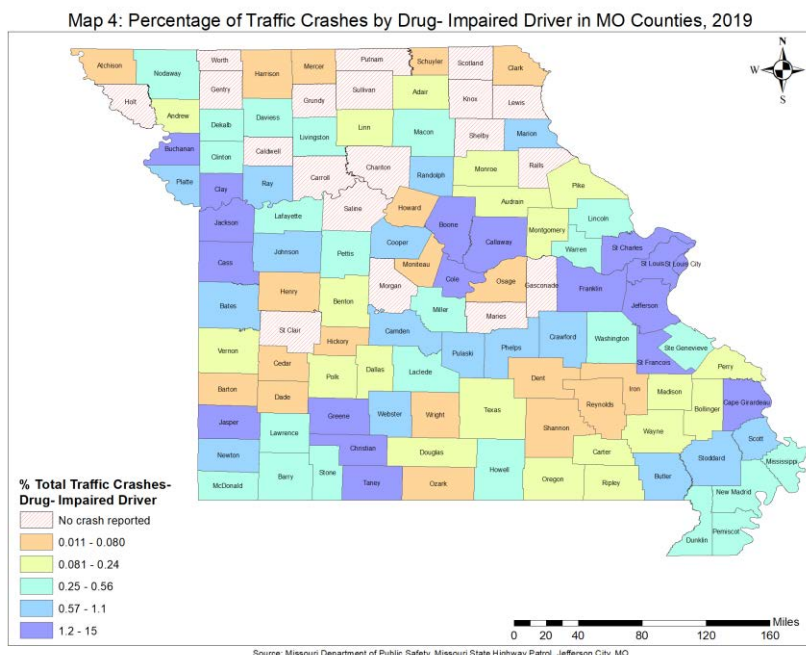 Map 4: Percentage of Traffic Crashes by Drug- Impaired Driver in MO Counties, 2019
N
W
E
S
Atchison
Nodaway
Worth
Harrison
Mercer
Putnam
Schuyler
Scotland
Clark
Holt
Gentry
Grundy
Sullivan
Adair
Knox
Lewis
Andrew
Dekalb
Daviess
Livingston
Linn
Macon
Shelby
Marion
Buchanan
Clinton
Caldwell
Carroll
Chariton
Randolph
Monroe
Ralls
Pike
Platte
Clay
Ray
Saline
Howard
Audrain
Jackson
Lafayette
Boone
Callaway
Montgomery
Lincoln
Warren
St Charles
St Louis
St Louis City
Cass
Johnson
Pettis
Cooper
Moniteau
Cole
Osage
Gasconade
Franklin
Jefferson
Bates
Henry
Benton
Morgan
Miller
Maries
St Clair
Hickory
Camden
Pulaski
Phelps
Crawford
Washington
St Francois
Ste Genevieve
Vernon
Cedar
Polk
Dallas
Laclede
Dent
Iron
Madison
Perry
Barton
Dade
Reynolds
Bollinger
Cape Girardeau
Jasper
Greene
Webster
Wright
Texas
Shannon
Wayne
Lawrence
Newton
Christian
Douglas
Carter
Stoddard
Scott
Mississippi
McDonald
Barry
Stone
Taney
Ozark
Howell
Oregon
Ripley
Butler
New Madrid
Dunklin
Pemiscot
% Total Traffic Crashes-
Drug- Impaired Driver
No crash reported
0.011 - 0.080
0.081 - 0.24
0.25 - 0.56
0.57 - 1.1
1.2 - 15
Miles
0 20 40 80 120 160
Source: Missouri Department of Public Safety, Missouri State Highway Patrol, Jefferson City, MO